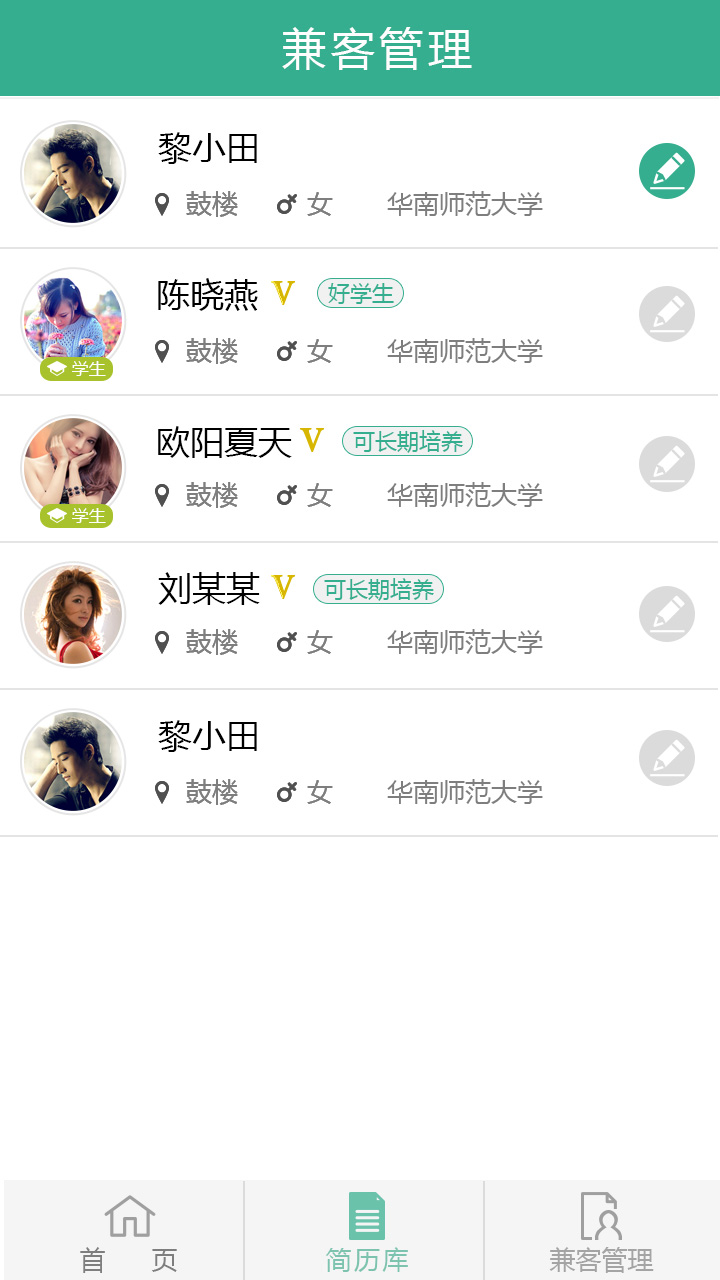 兼客管理
黎小田
鼓楼 女 华南师范大学
陈晓燕 V 好学生
学生
鼓楼 女 华南师范大学
欧阳夏天 V 可长期培养
鼓楼 女 华南师范大学
学生
刘某某 V 可长期培养
鼓楼 女 华南师范大学
黎小田
鼓楼 女 华南师范大学
首 页 简历库 兼客管理